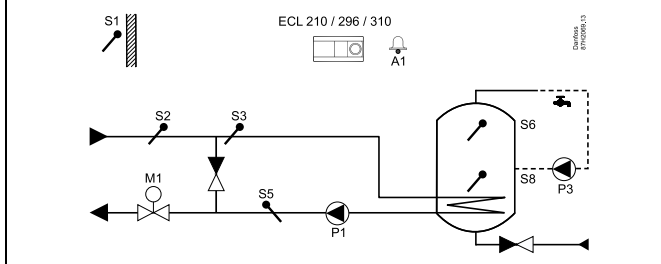 S1
ECL 210 / 296 / 310
A1
Danfoss
87H2069.13
S2
S3
S6
S8
P3
M1
S5
P1